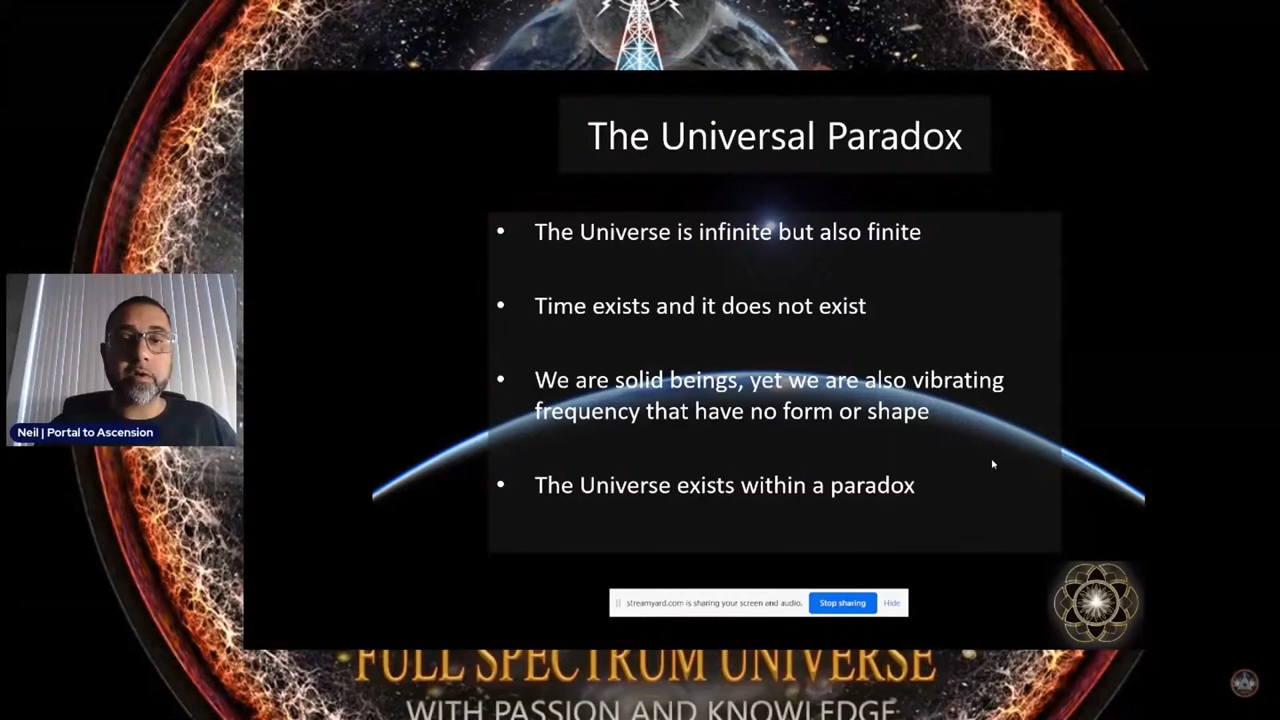 The Universal Paradox
• The Universe is infinite but also finite
• Time exists and it does not exist
• We are solid beings, yet we are also vibrating
frequency that have no form or shape
Neil | Portal to Ascension
• The Universe exists within a paradox
streamyard.com is sharing your screen and audio. Stop sharing Hide
FULL SPECTRUM UNIVERSE
WITH PASSION AND KNOWLEDGE